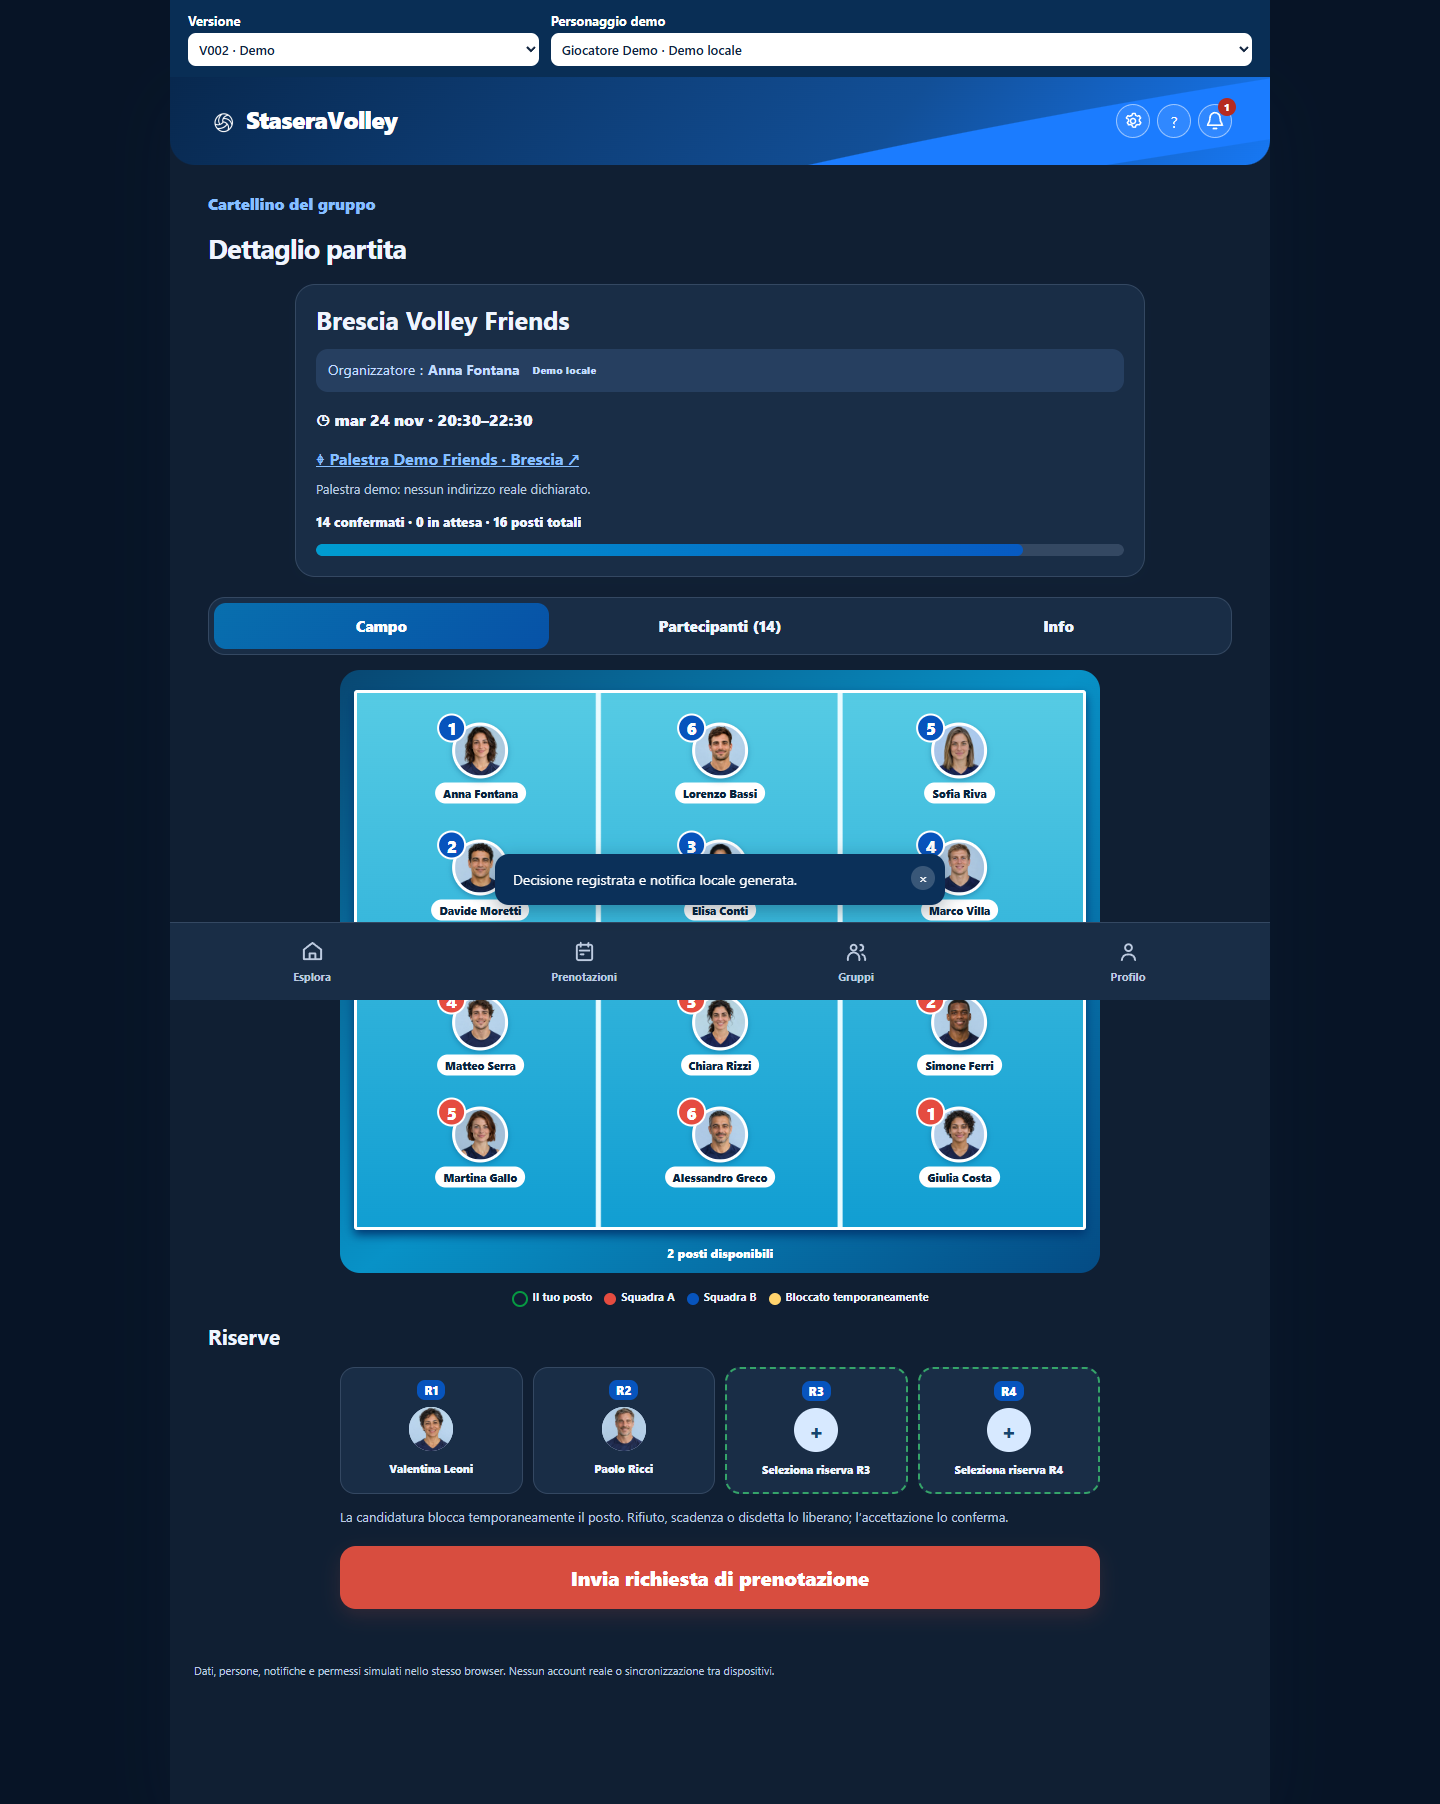 Versione
Personaggio demo
V002 · Demo
Giocatore Demo · Demo locale
StaseraVolley
?
1
Cartellino del gruppo
Dettaglio partita
Brescia Volley Friends
Organizzatore : Anna Fontana Demo locale
mar 24 nov · 20:30–22:30
Palestra Demo Friends · Brescia ↗
Palestra demo: nessun indirizzo reale dichiarato.
14 confermati · 0 in attesa · 16 posti totali
Campo
Partecipanti (14)
Info
1
6
5
Anna Fontana
Lorenzo Bassi
Sofia Riva
2
3
4
Decisione registrata e notifica locale generata.
×
Davide Moretti
Elisa Conti
Marco Villa
Esplora
Prenotazioni
Gruppi
Profilo
4
3
2
Matteo Serra
Chiara Rizzi
Simone Ferri
5
6
1
Martina Gallo
Alessandro Greco
Giulia Costa
2 posti disponibili
Il tuo posto
Squadra A
Squadra B
Bloccato temporaneamente
Riserve
R1
R2
R3
R4
+
+
Valentina Leoni
Paolo Ricci
Seleziona riserva R3
Seleziona riserva R4
La candidatura blocca temporaneamente il posto. Rifiuto, scadenza o disdetta lo liberano; l'accettazione lo conferma.
Invia richiesta di prenotazione
Dati, persone, notifiche e permessi simulati nello stesso browser. Nessun account reale o sincronizzazione tra dispositivi.